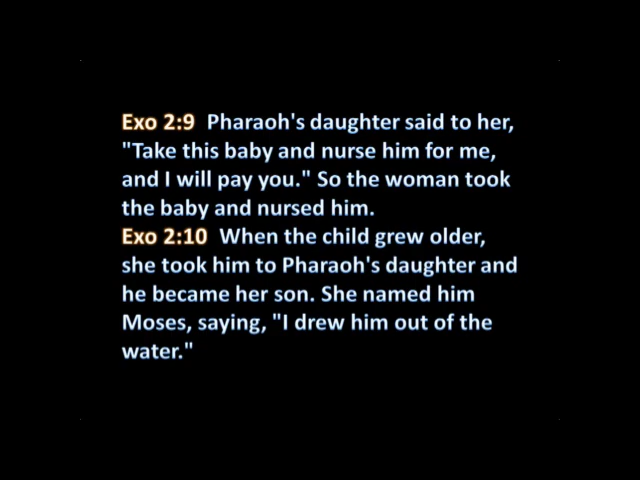 Exo 2:9 Pharaoh's daughter said to her,
"Take this baby and nurse him for me,
and I will pay you." So the woman took
the baby and nursed him.
Exo 2:10 When the child grew older,
she took him to Pharaoh's daughter and
he became her son. She named him
Moses, saying, "I drew him out of the
water."